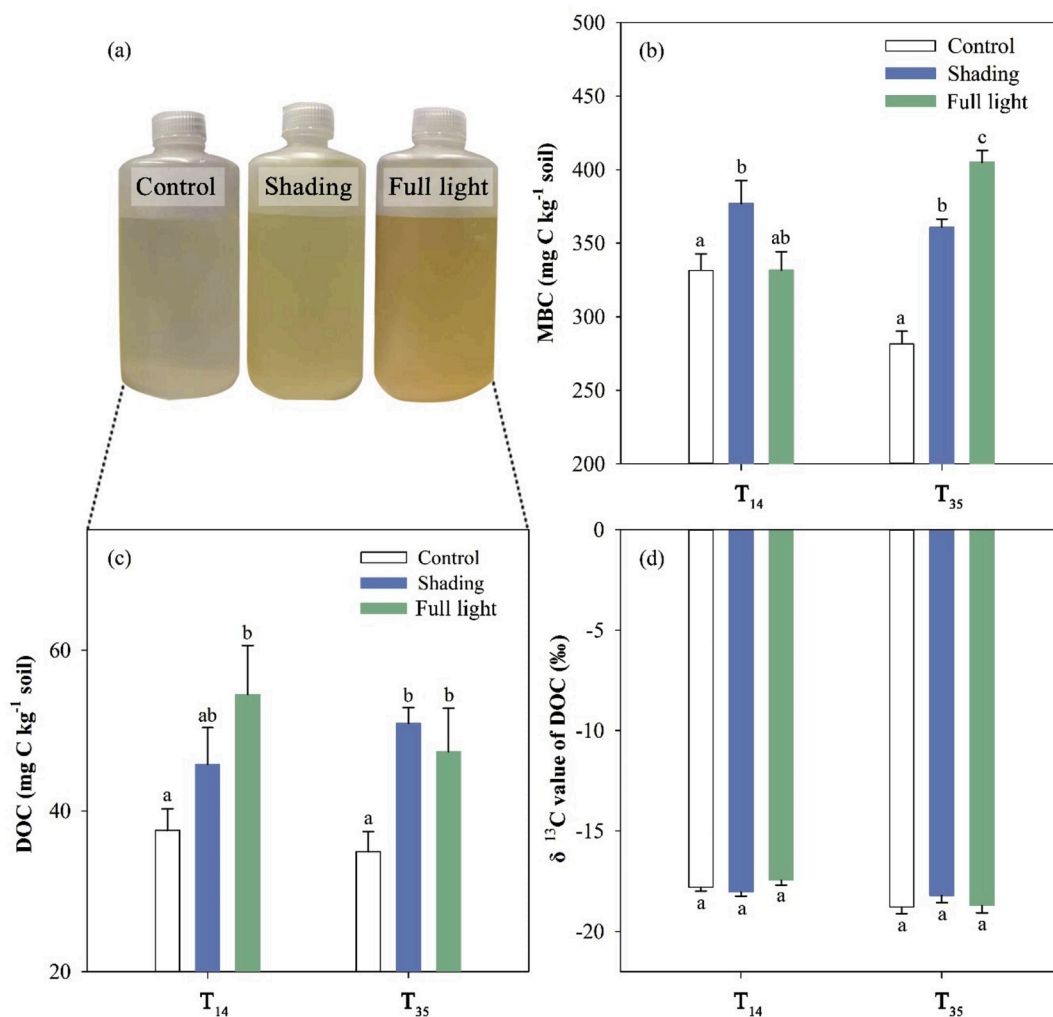 (a)
Control
Shading
Full light
(b)
Control
Shading
Full light
MBC (mg C kg⁻¹ soil)
500
450
400
350
300
250
200
a
b
ab
a
b
c
T₁₄
T₃₅
(c)
Control
Shading
Full light
DOC (mg C kg⁻¹ soil)
60
40
20
a
ab
b
a
b
b
T₁₄
T₃₅
(d)
δ ¹³C value of DOC (‰)
0
-5
-10
-15
-20
a
a
a
a
a
a
T₁₄
T₃₅